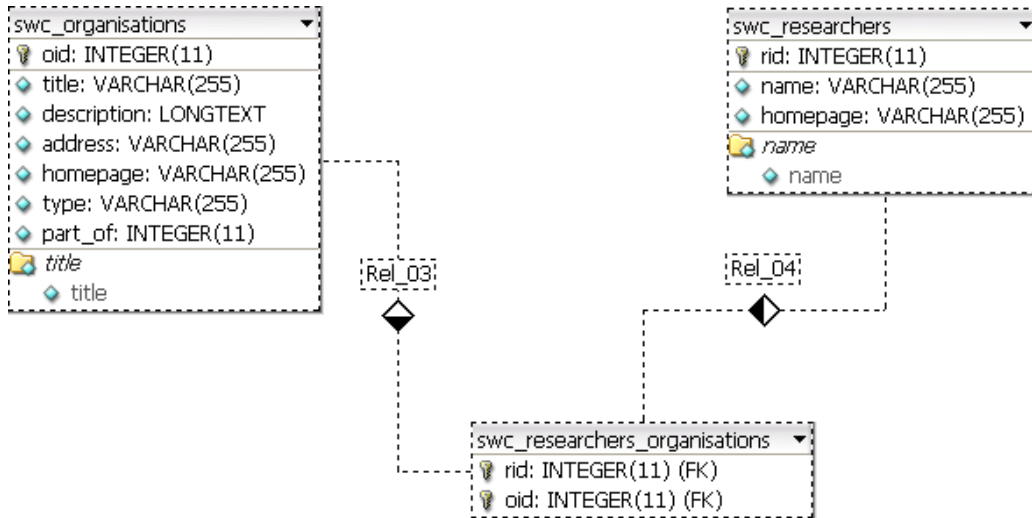 swc_organisations
oid: INTEGER(11)
title: VARCHAR(255)
description: LONGTEXT
address: VARCHAR(255)
homepage: VARCHAR(255)
type: VARCHAR(255)
part_of: INTEGER(11)
title
title
swc_researchers
rid: INTEGER(11)
name: VARCHAR(255)
homepage: VARCHAR(255)
name
name
Rel_03
Rel_04
swc_researchers_organisations
rid: INTEGER(11) (FK)
oid: INTEGER(11) (FK)